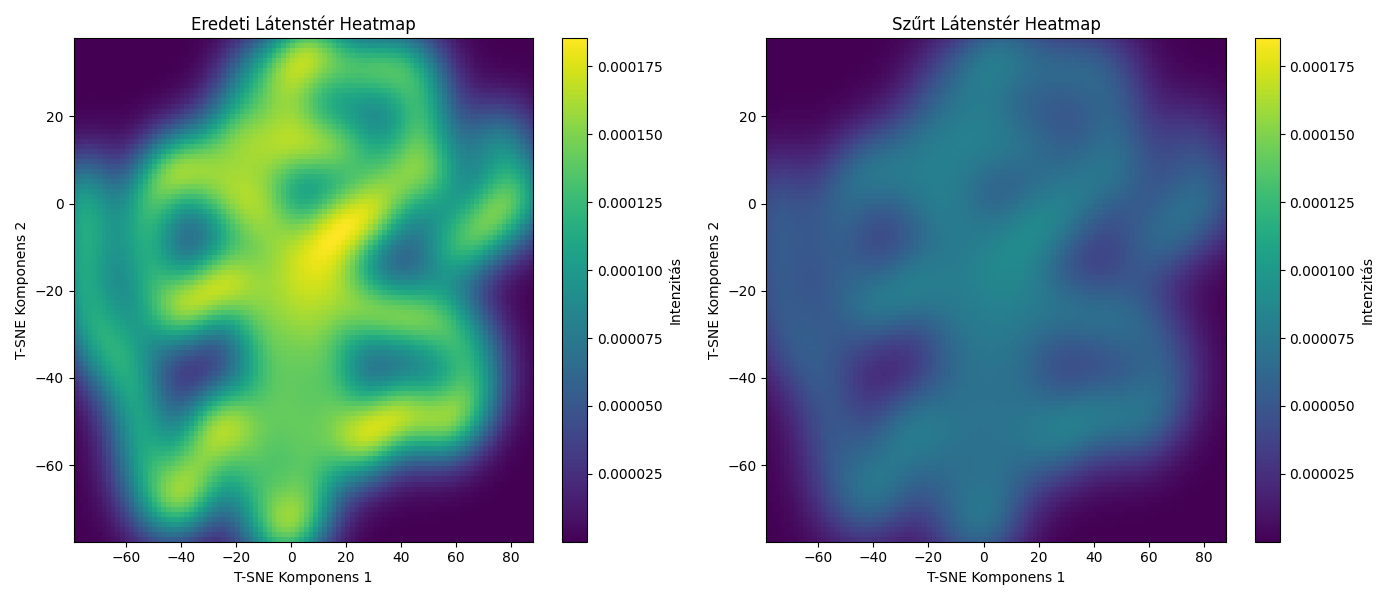 Eredeti Látenstér Heatmap
20
0
−20
−40
−60
T-SNE Komponens 2
−60 −40 −20 0 20 40 60 80
T-SNE Komponens 1
0.000175
0.000150
0.000125
0.000100
0.000075
0.000050
0.000025
Intenzitás
Szűrt Látenstér Heatmap
20
0
−20
−40
−60
T-SNE Komponens 2
−60 −40 −20 0 20 40 60 80
T-SNE Komponens 1
0.000175
0.000150
0.000125
0.000100
0.000075
0.000050
0.000025
Intenzitás